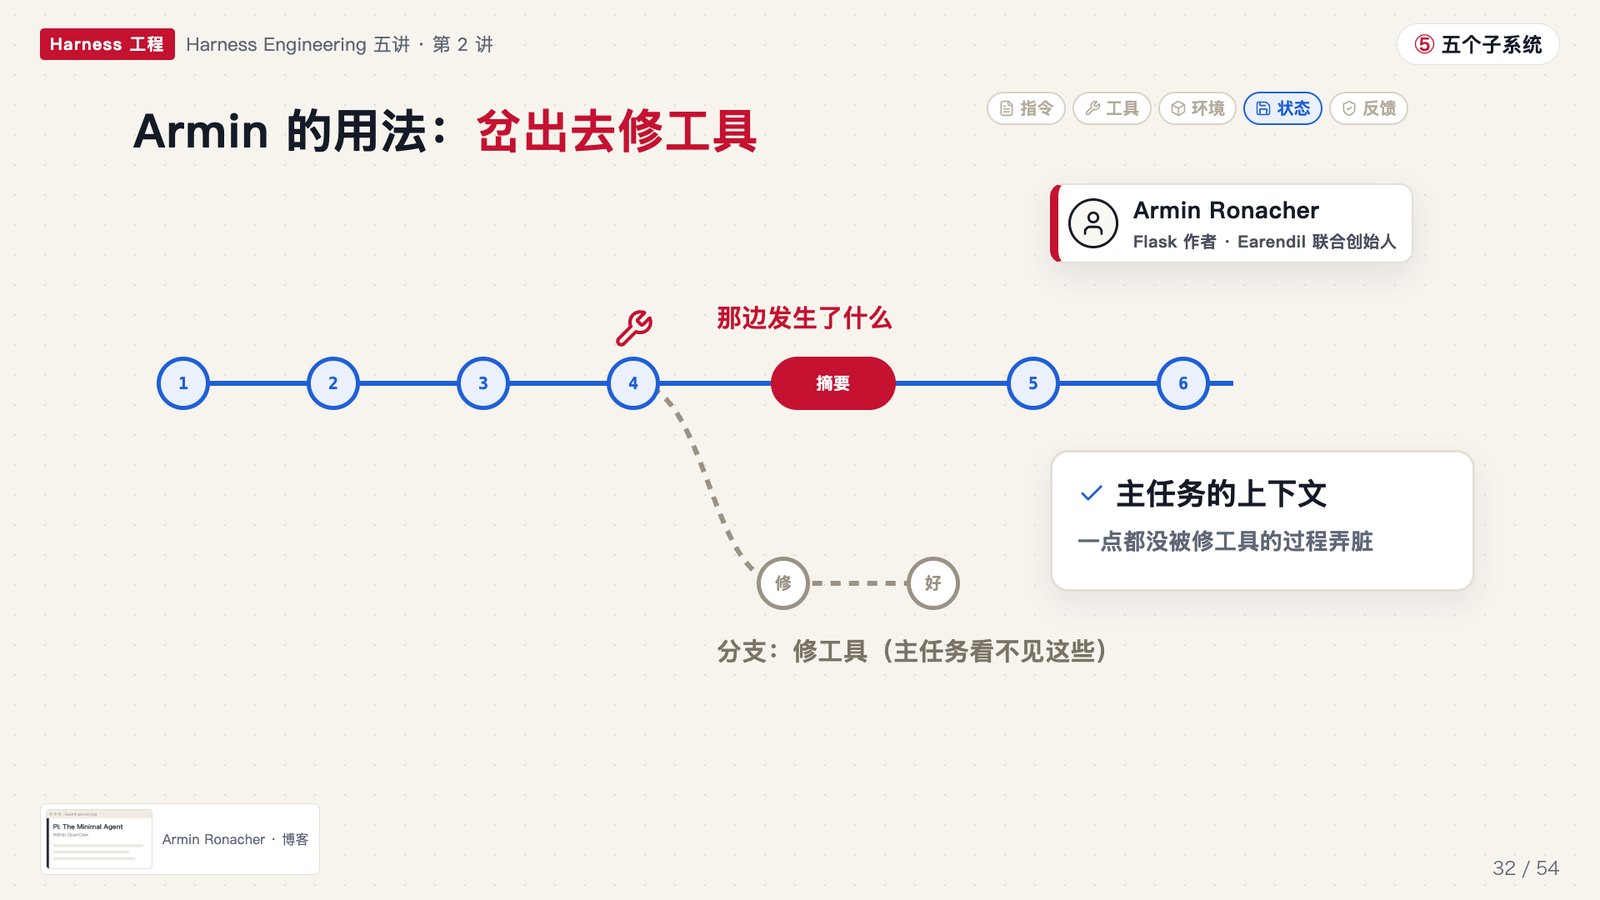 Harness 工程
Harness Engineering 五讲 · 第 2 讲
⑤ 五个子系统
Armin 的用法：岔出去修工具
指令
工具
环境
状态
反馈
Armin Ronacher
Flask 作者 · Earendil 联合创始人
那边发生了什么
1
2
3
4
摘要
5
6
主任务的上下文
一点都没被修工具的过程弄脏
修
好
分支：修工具（主任务看不见这些）
Pi: The Minimal Agent
Within OpenClaw
Armin Ronacher · 博客
32 / 54